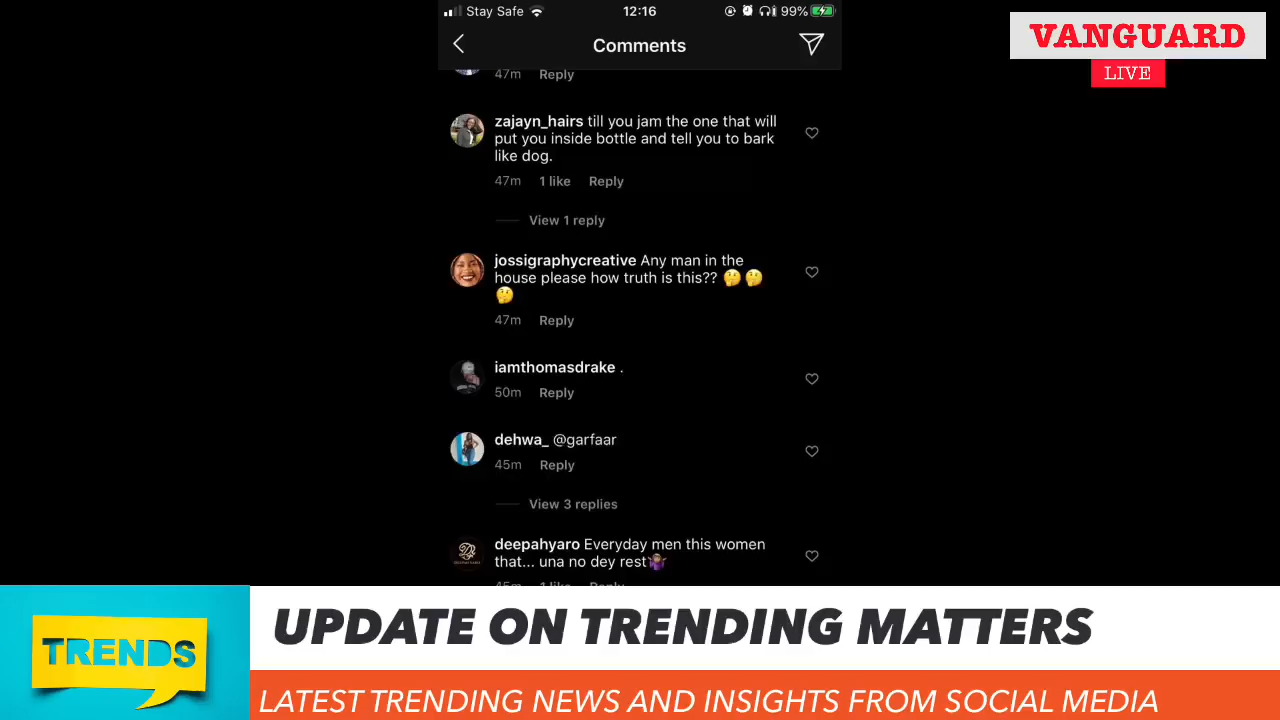 Stay Safe 12:16 99%
VANGUARD
LIVE
Comments
47m Reply
zajayn_hairs till you jam the one that will
put you inside bottle and tell you to bark
like dog.
47m 1 like Reply
View 1 reply
jossigraphycreative Any man in the
house please how truth is this?? 🤔🤔
🤔
47m Reply
iamthomasdrake .
50m Reply
dehwa_ @garfaar
45m Reply
View 3 replies
deepahyaro Everyday men this women
that... una no dey rest🤷🏾‍♀️
45m 1 like Reply
TRENDS
UPDATE ON TRENDING MATTERS
LATEST TRENDING NEWS AND INSIGHTS FROM SOCIAL MEDIA